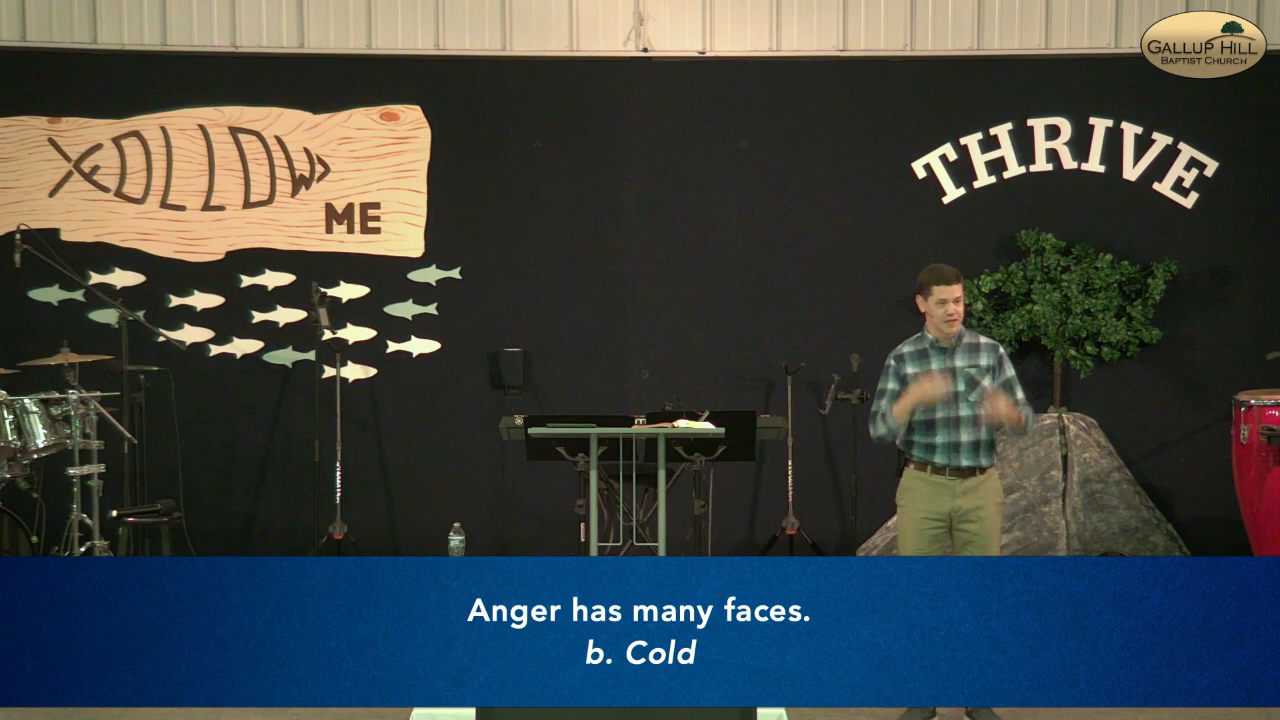 GALLUP HILL
BAPTIST CHURCH
FOLLOW
ME
THRIVE
Anger has many faces.
b. Cold